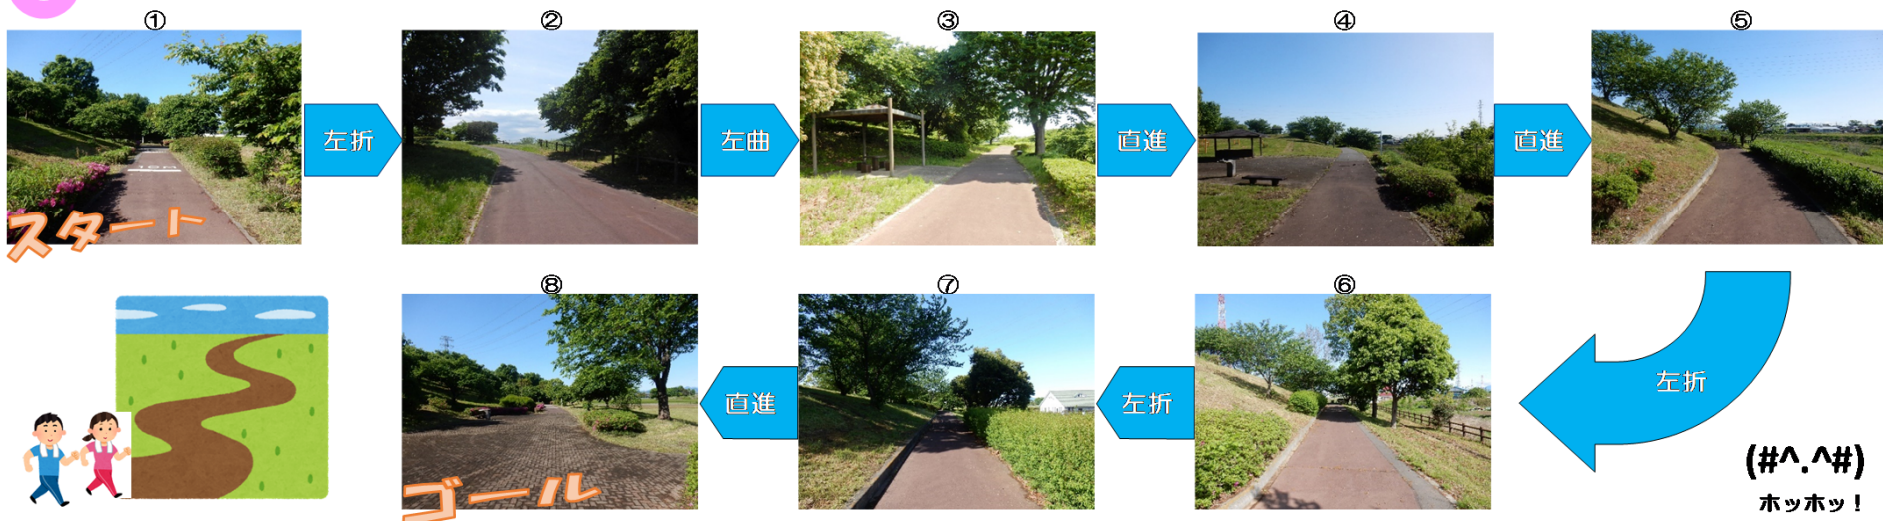 ①
②
③
④
⑤
スタート
左折
左曲
直進
直進
左折
⑥
左折
⑦
直進
⑧
ゴール
(#^.^#)
ホッホッ！